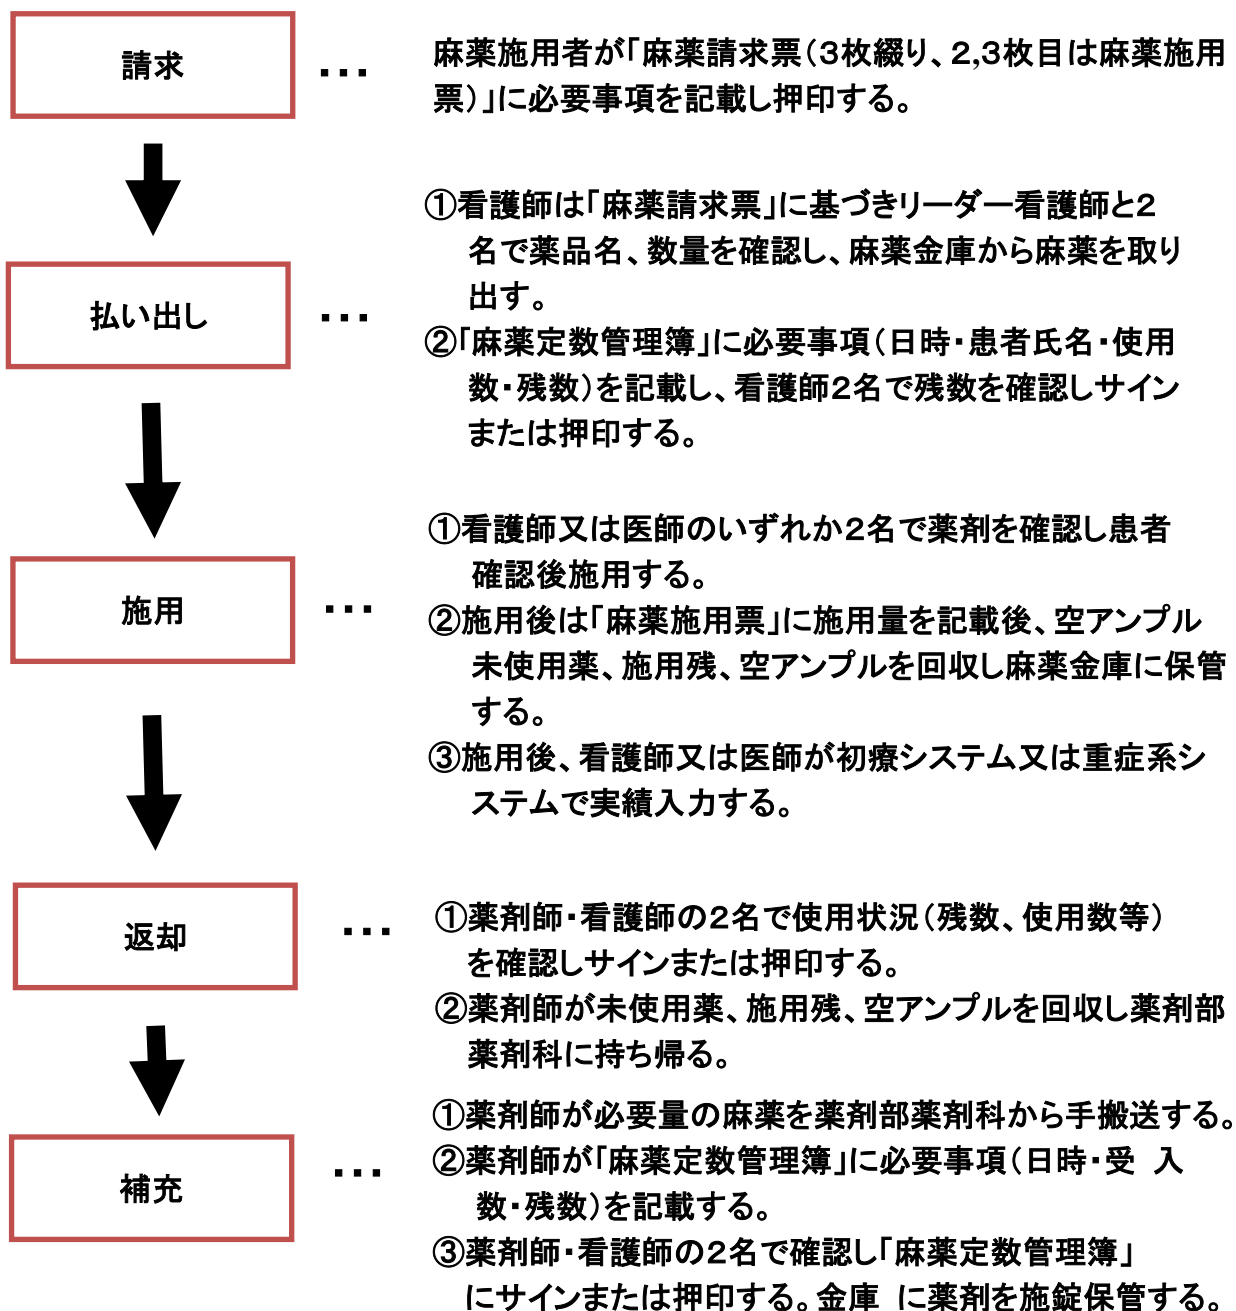 請求
･･･
麻薬施用者が「麻薬請求票(3枚綴り、2,3枚目は麻薬施用
票)」に必要事項を記載し押印する。
払い出し
･･･
①看護師は「麻薬請求票」に基づきリーダー看護師と2
名で薬品名、数量を確認し、麻薬金庫から麻薬を取り
出す。
②「麻薬定数管理簿」に必要事項(日時・患者氏名・使用
数・残数)を記載し、看護師2名で残数を確認しサイン
または押印する。
施用
･･･
①看護師又は医師のいずれか2名で薬剤を確認し患者
確認後施用する。
②施用後は「麻薬施用票」に施用量を記載後、空アンプル
未使用薬、施用残、空アンプルを回収し麻薬金庫に保管
する。
③施用後、看護師又は医師が初療システム又は重症系シ
ステムで実績入力する。
返却
･･･
①薬剤師・看護師の2名で使用状況(残数、使用数等)
を確認しサインまたは押印する。
②薬剤師が未使用薬、施用残、空アンプルを回収し薬剤部
薬剤科に持ち帰る。
補充
･･･
①薬剤師が必要量の麻薬を薬剤部薬剤科から手搬送する。
②薬剤師が「麻薬定数管理簿」に必要事項(日時・受 入
数・残数)を記載する。
③薬剤師・看護師の2名で確認し「麻薬定数管理簿」
にサインまたは押印する。金庫 に薬剤を施錠保管する。